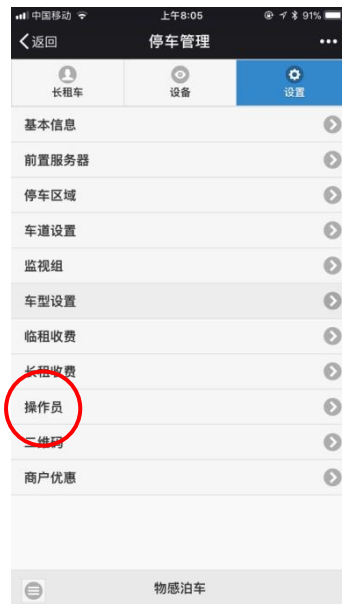 中国移动 上午8:05 91%
返回 停车管理
长租车 设备 设置
基本信息
前置服务器
停车区域
车道设置
监视组
车型设置
临租收费
长租收费
操作员
二维码
商户优惠
物感泊车